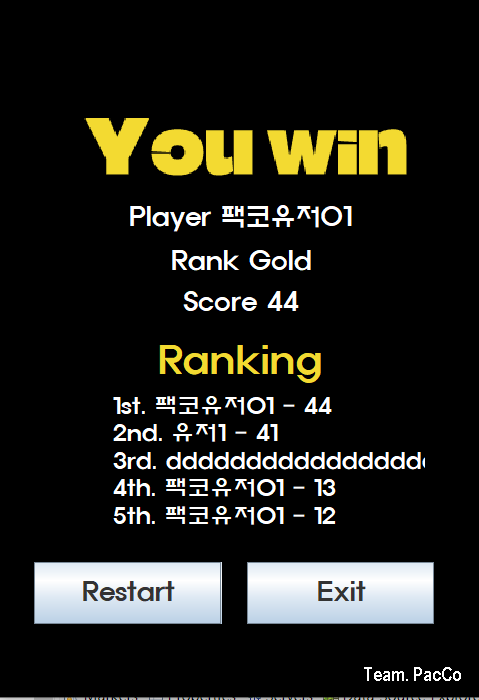 You win
Player 팩코유저01
Rank Gold
Score 44
Ranking
1st. 팩코유저01 - 44
2nd. 유저1 - 41
3rd. ddddddddddddddddd
4th. 팩코유저01 - 13
5th. 팩코유저01 - 12
Restart Exit
Team. PacCo